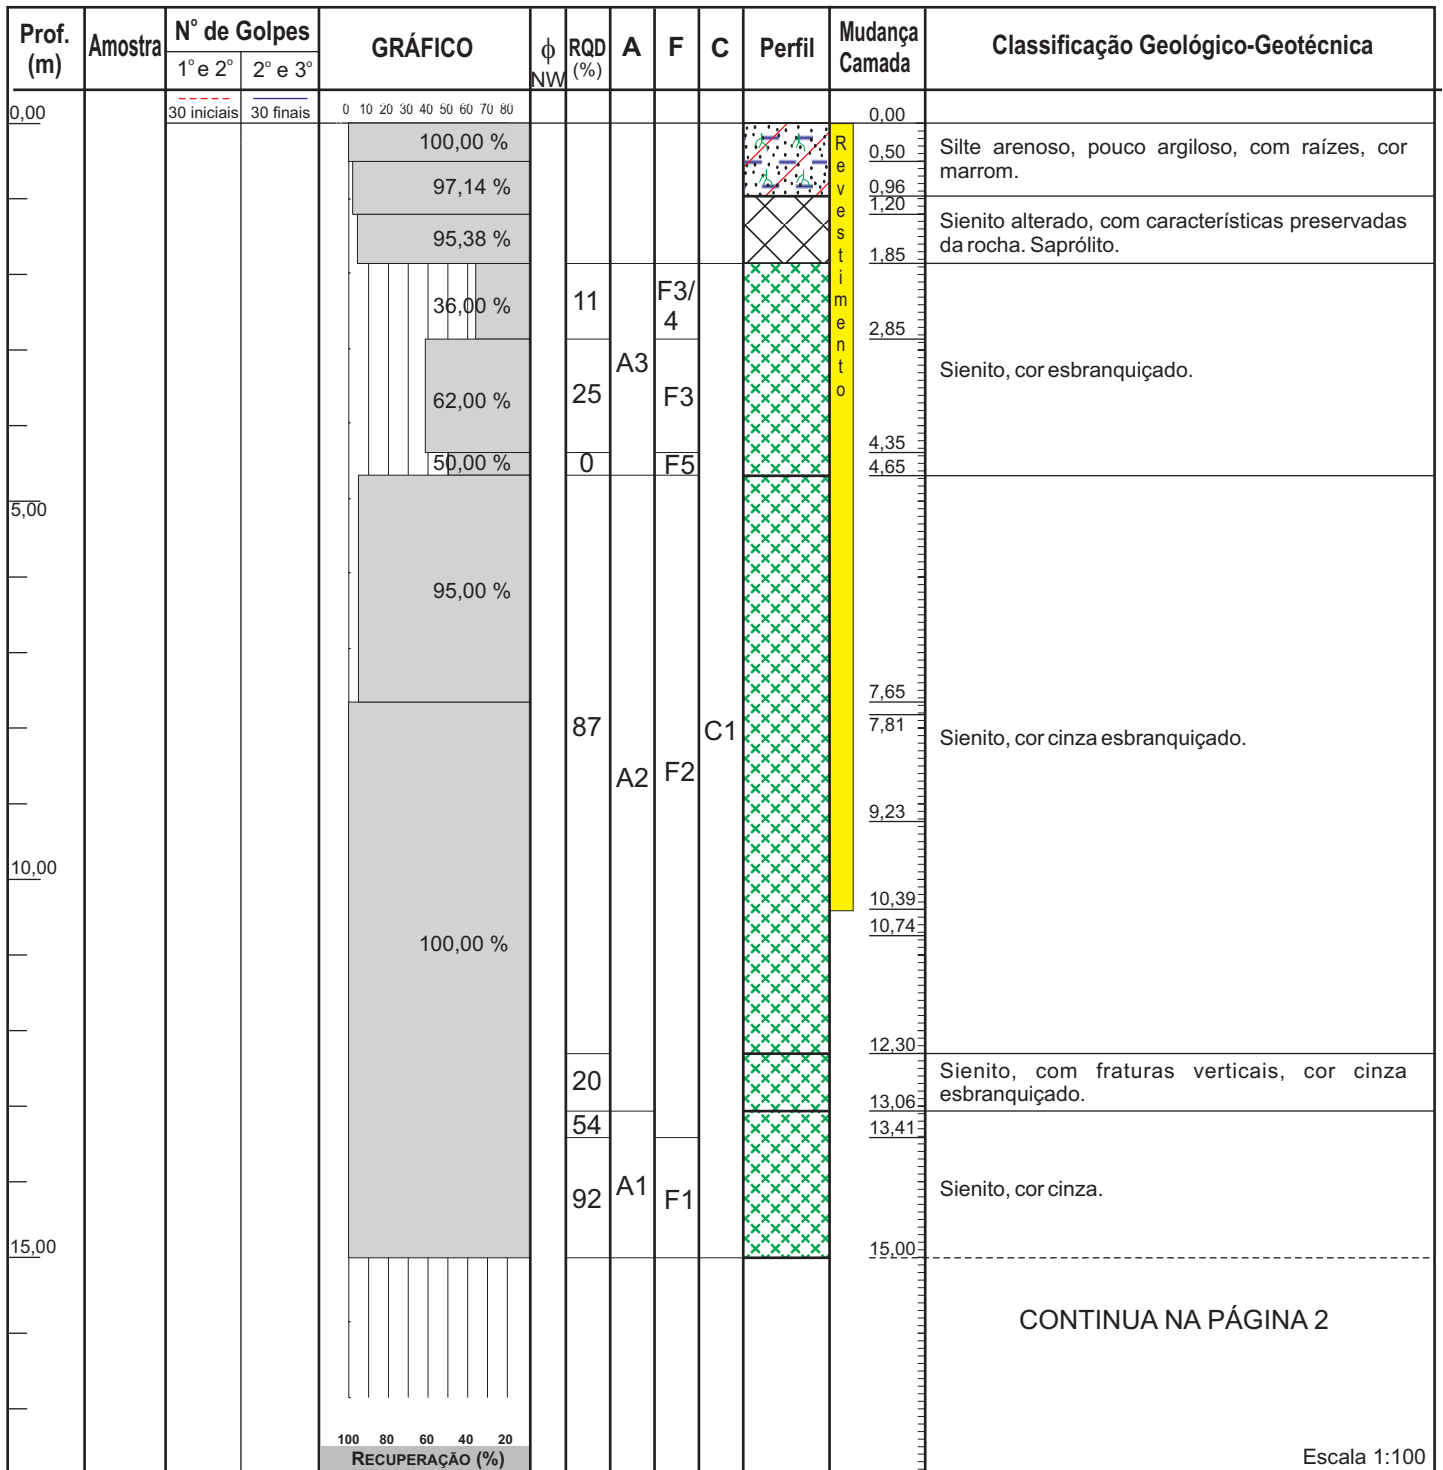 Prof. (m)
Amostra
N° de Golpes
1° e 2°
2° e 3°
GRÁFICO
ϕ NW
RQD (%)
A
F
C
Perfil
Mudança Camada
Classificação Geológico-Geotécnica
30 iniciais
30 finais
0 10 20 30 40 50 60 70 80
0,00
0,00
100,00 %
Revestimento
0,50
Silte arenoso, pouco argiloso, com raízes, cor
marrom.
97,14 %
0,96
1,20
Sienito alterado, com características preservadas
da rocha. Saprólito.
95,38 %
1,85
36,00 %
11
F3/
4
2,85
A3
Sienito, cor esbranquiçado.
62,00 %
25
F3
4,35
50,00 %
0
F5
4,65
5,00
95,00 %
7,65
87
C1
7,81
Sienito, cor cinza esbranquiçado.
A2
F2
9,23
10,00
10,39
10,74
100,00 %
12,30
20
Sienito, com fraturas verticais, cor cinza
esbranquiçado.
13,06
54
13,41
92
A1
F1
Sienito, cor cinza.
15,00
15,00
CONTINUA NA PÁGINA 2
100 80 60 40 20
RECUPERAÇÃO (%)
Escala 1:100